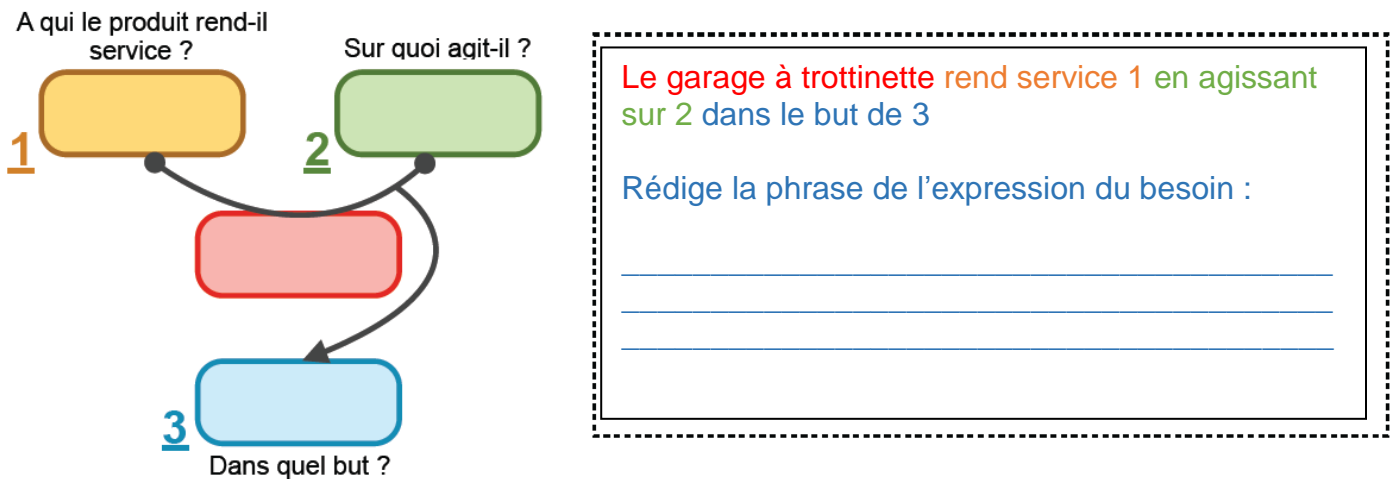 A qui le produit rend-il
service ?
Sur quoi agit-il ?
1
2
3
Dans quel but ?
Le garage à trottinette rend service 1 en agissant
sur 2 dans le but de 3
Rédige la phrase de l’expression du besoin :